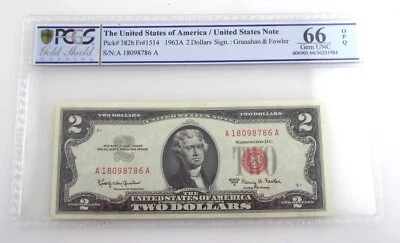 PCGS
Gold Shield
The United States of America / United States Note
Pick# 382b Fr#1514 1963A 2 Dollars Sign.: Granahan & Fowler
S/N:A 18098786 A
66
Gem UNC
OPQ
2
2
A 18098786 A
WASHINGTON, D.C.
A 18098786 A
2
THE UNITED STATES OF AMERICA
2
TWO DOLLARS